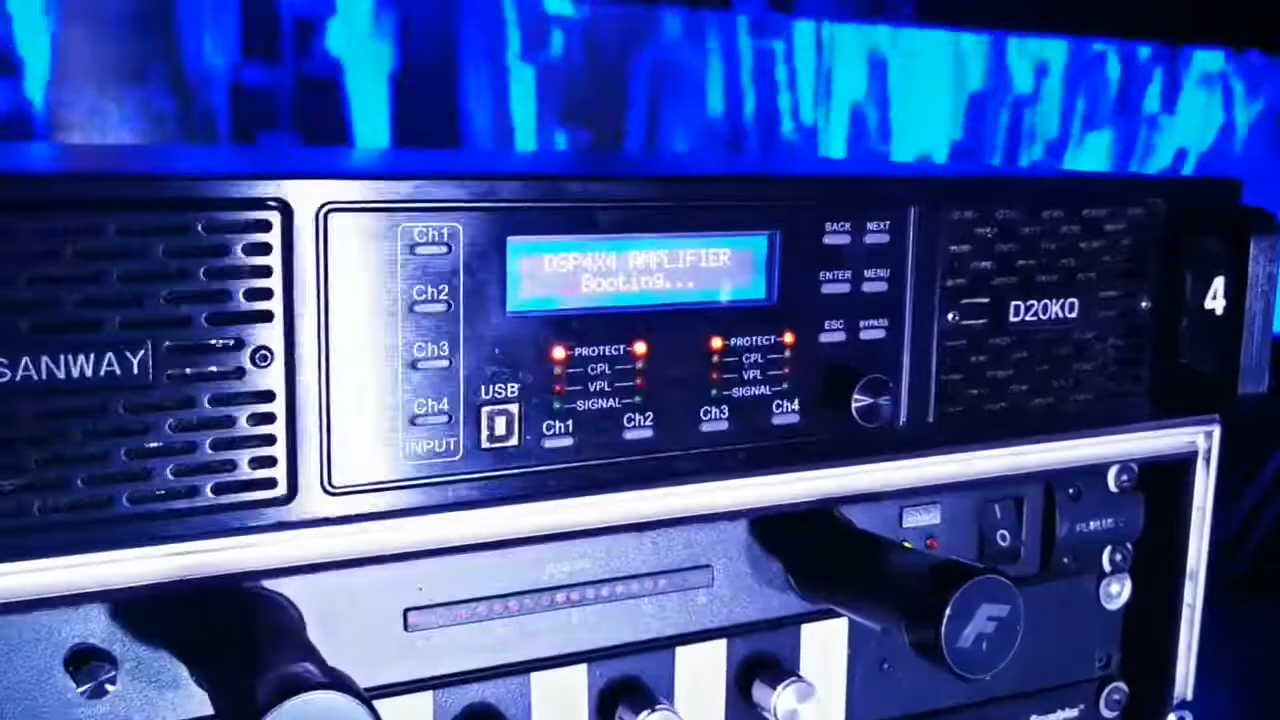 SANWAY
Ch1
Ch2
Ch3
Ch4
INPUT
USB
DSP4X4 AMPLIFIER
Booting...
PROTECT
CPL
VPL
SIGNAL
Ch1
Ch2
PROTECT
CPL
VPL
SIGNAL
Ch3
Ch4
BACK NEXT
ENTER MENU
ESC BYPASS
D20KQ
4
F